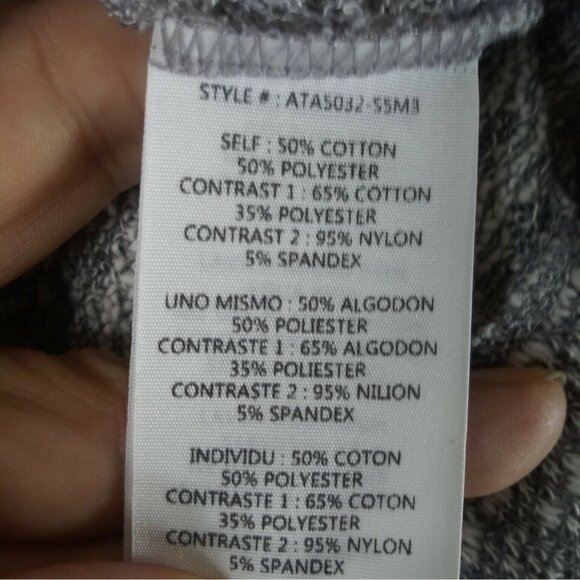 STYLE # : ATA5032-S5M3
SELF : 50% COTTON
50% POLYESTER
CONTRAST 1 : 65% COTTON
35% POLYESTER
CONTRAST 2 : 95% NYLON
5% SPANDEX
UNO MISMO : 50% ALGODON
50% POLIESTER
CONTRASTE 1 : 65% ALGODON
35% POLIESTER
CONTRASTE 2 : 95% NILION
5% SPANDEX
INDIVIDU : 50% COTON
50% POLYESTER
CONTRASTE 1 : 65% COTON
35% POLYESTER
CONTRASTE 2 : 95% NYLON
5% SPANDEX